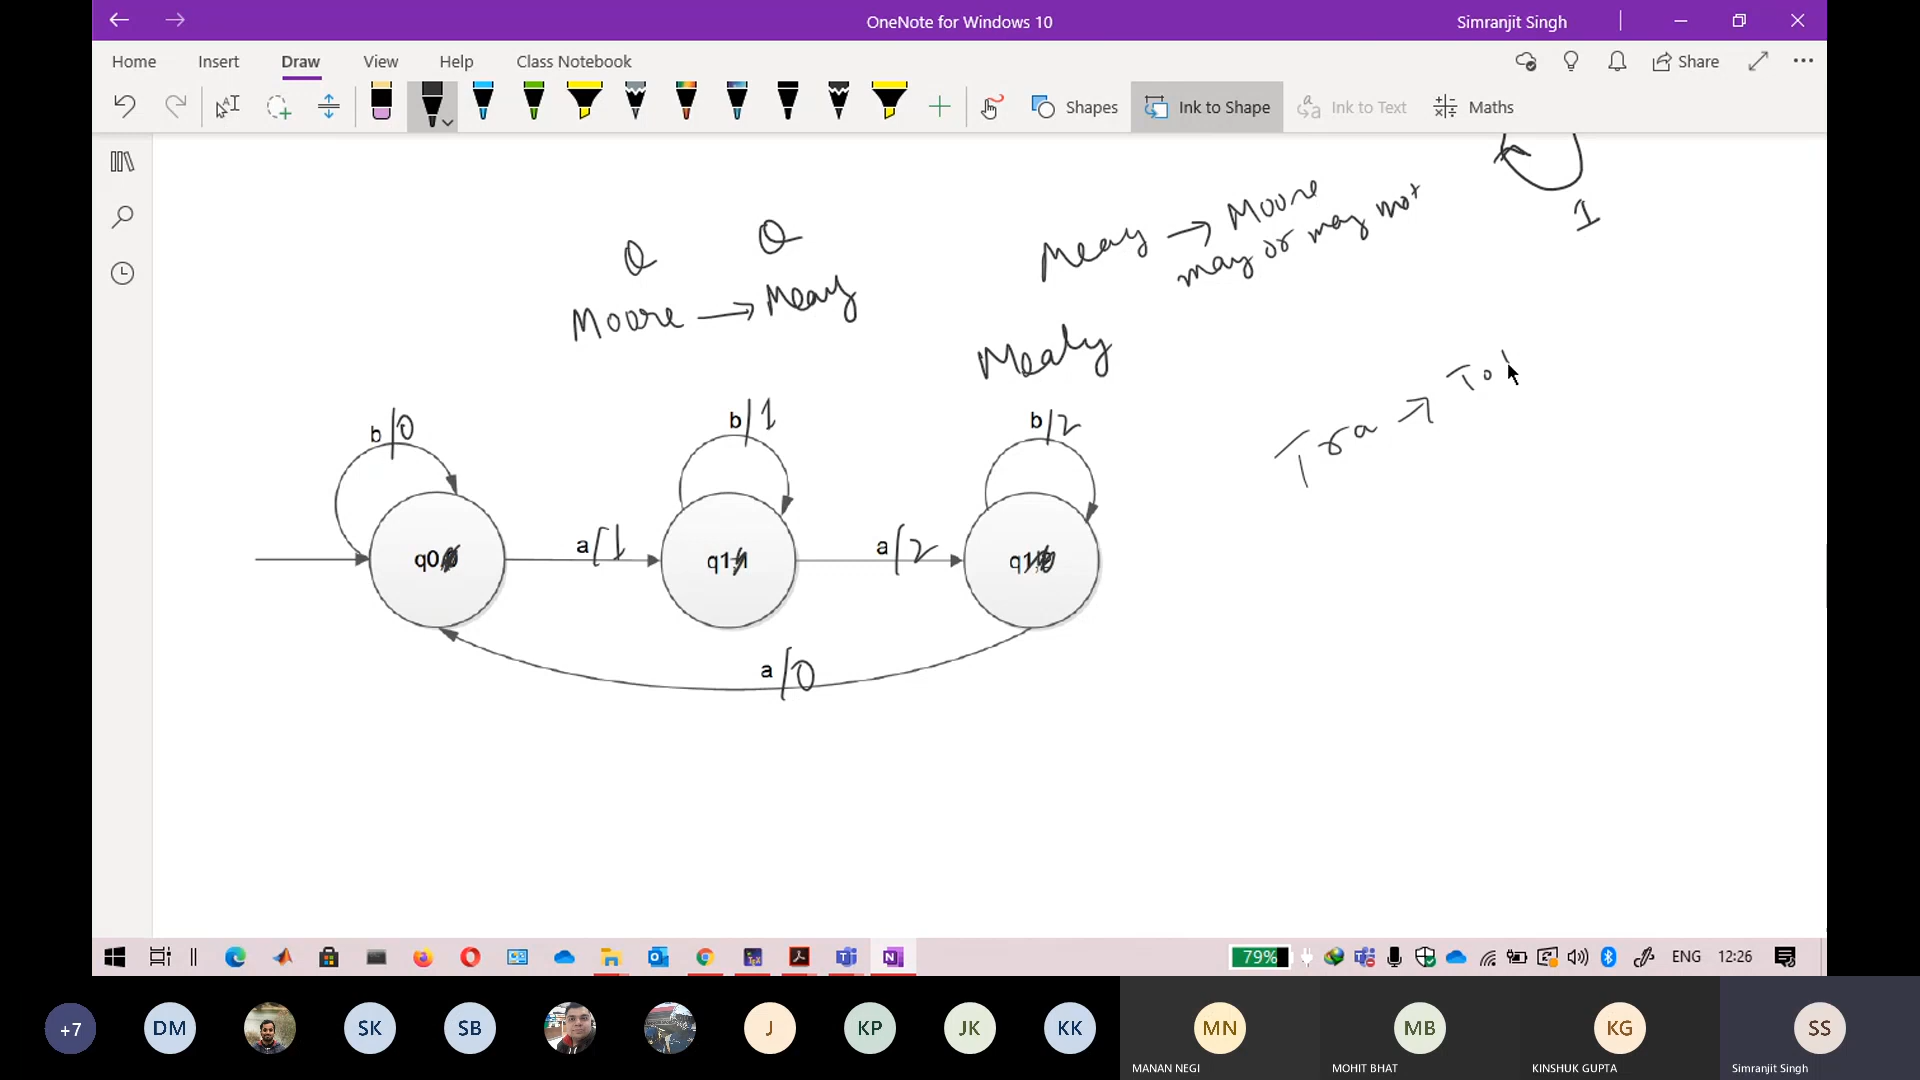 OneNote for Windows 10
Simranjit Singh
Home Insert Draw View Help Class Notebook
Share
Shapes
Ink to Shape
Ink to Text
Maths
1
Q Q
Moore → Mealy
Mealy → Moore
may or may not
Mealy
Tra → To
b/0
b/1
b/2
q0
a/1
q1
a/2
a/0
79%
ENG
12:26
+7
DM
SK
SB
J
KP
JK
KK
MN
MANAN NEGI
MB
MOHIT BHAT
KG
KINSHUK GUPTA
SS
Simranjit Singh